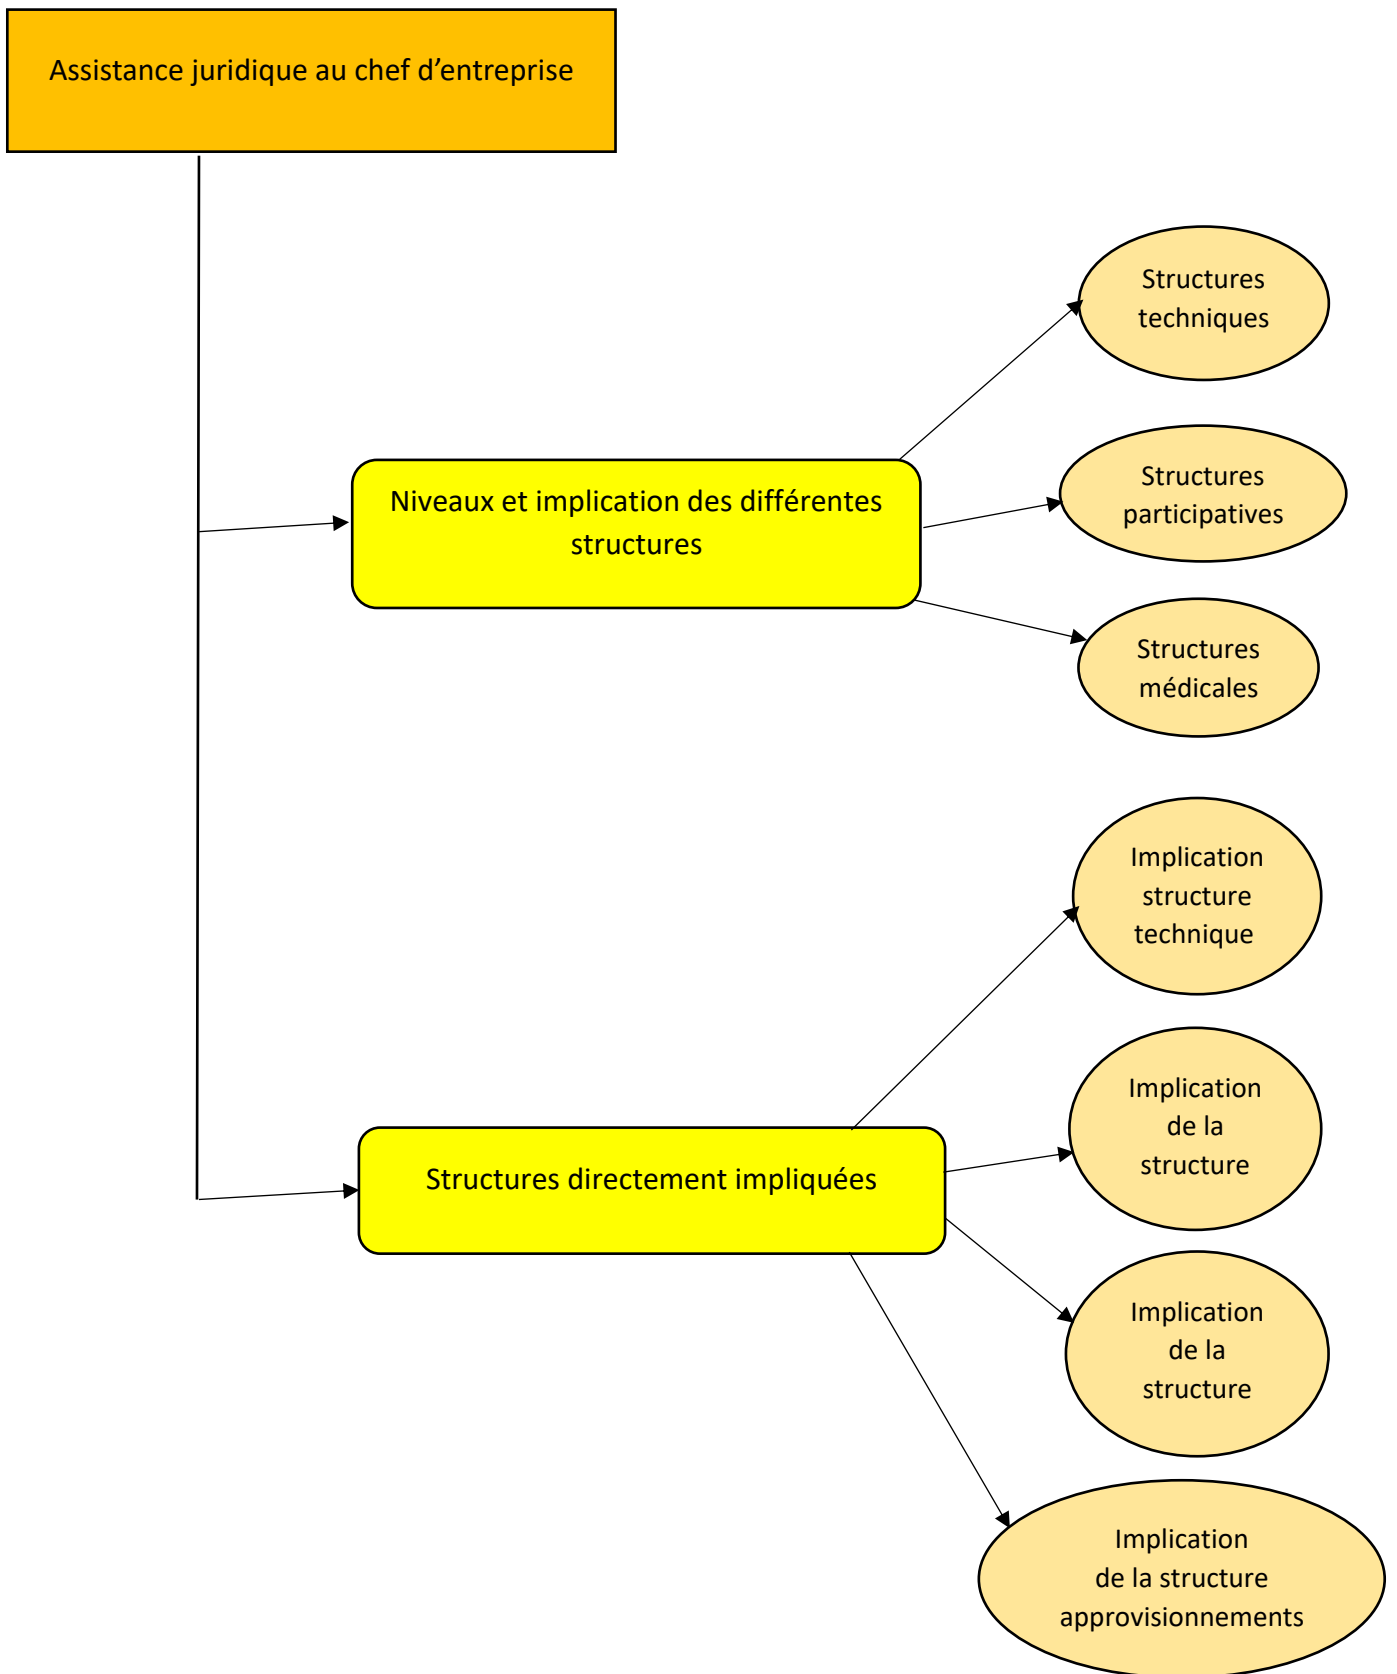 Assistance juridique au chef d’entreprise
Structures
techniques
Niveaux et implication des différentes
structures
Structures
participatives
Structures
médicales
Implication
structure
technique
Structures directement impliquées
Implication
de la
structure
Implication
de la
structure
Implication
de la structure
approvisionnements